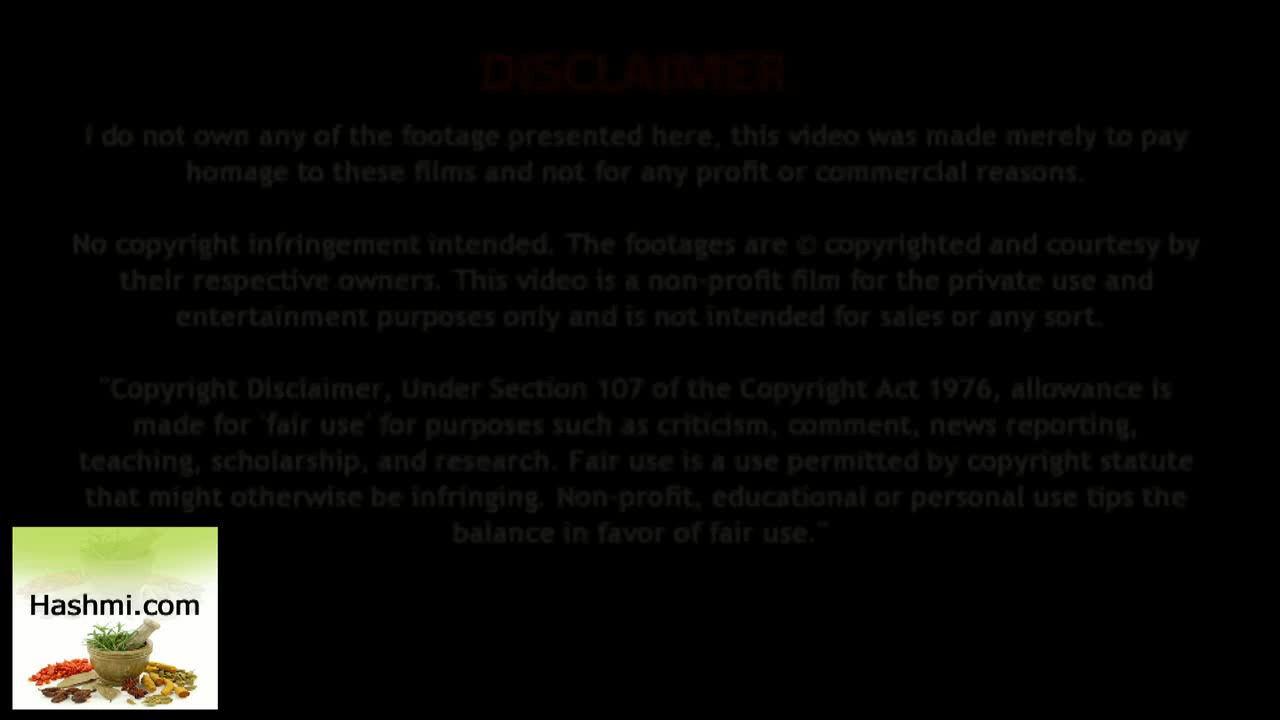 DISCLAIMER
I do not own any of the footage presented here, this video was made merely to pay
homage to these films and not for any profit or commercial reasons.
No copyright infringement intended. The footages are © copyrighted and courtesy by
their respective owners. This video is a non-profit film for the private use and
entertainment purposes only and is not intended for sales or any sort.
"Copyright Disclaimer, Under Section 107 of the Copyright Act 1976, allowance is
made for 'fair use' for purposes such as criticism, comment, news reporting,
teaching, scholarship, and research. Fair use is a use permitted by copyright statute
that might otherwise be infringing. Non-profit, educational or personal use tips the
balance in favor of fair use."
Hashmi.com